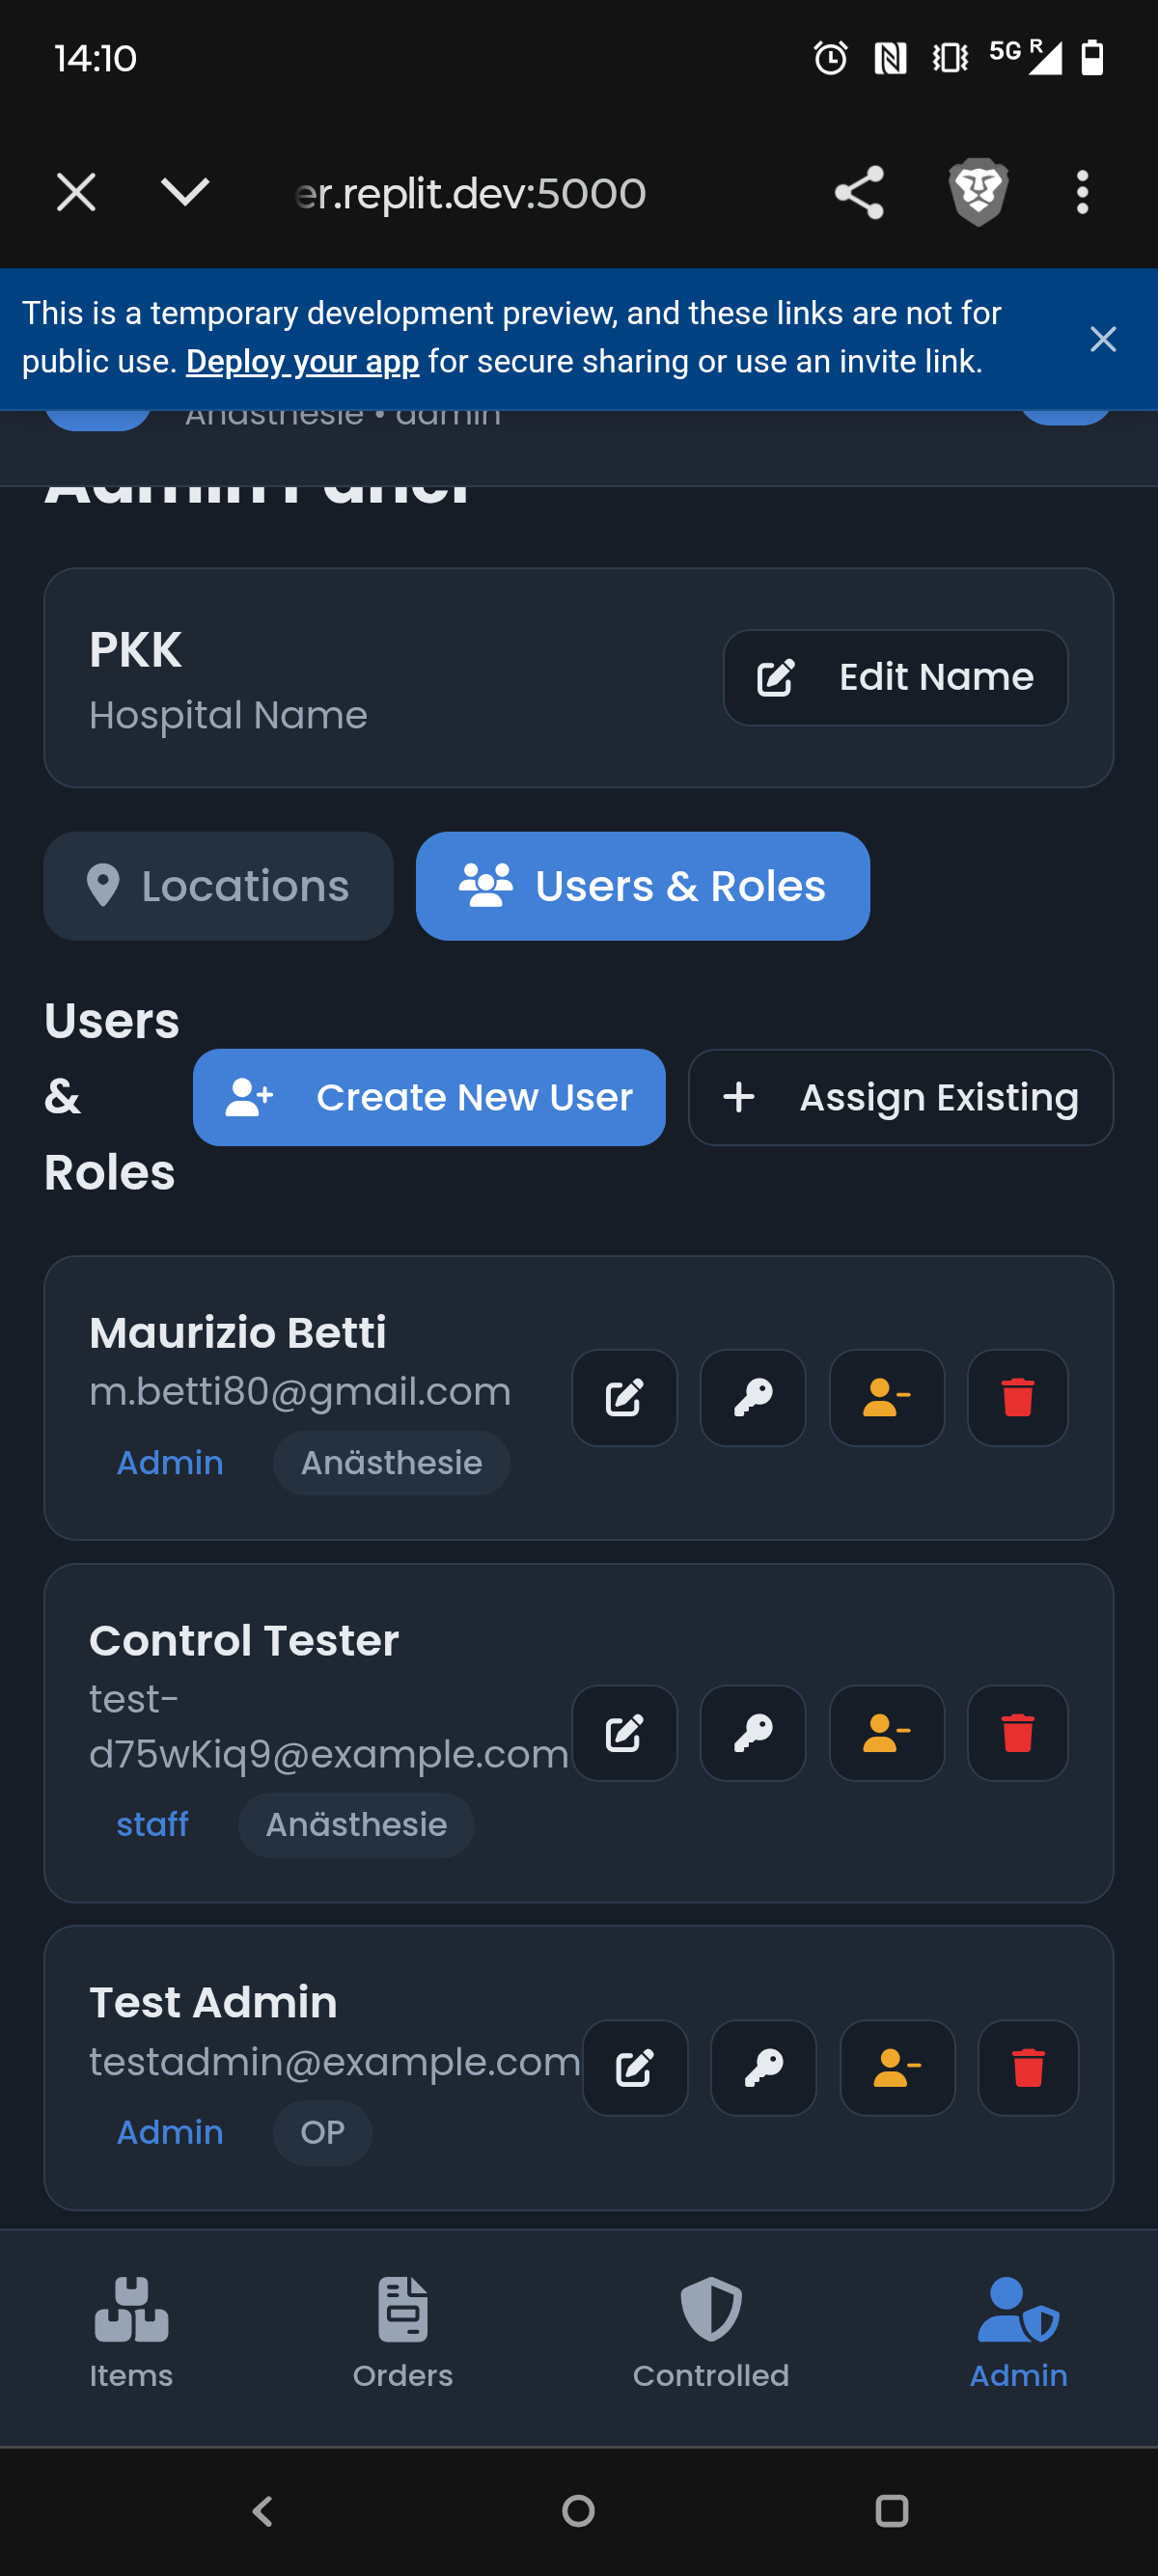 14:10
5G R
er.replit.dev:5000
This is a temporary development preview, and these links are not for
public use. Deploy your app for secure sharing or use an invite link.
Anästhesie • admin
Admin Panel
PKK
Hospital Name
Edit Name
Locations
Users & Roles
Users
&
Roles
Create New User
Assign Existing
Maurizio Betti
m.betti80@gmail.com
Admin Anästhesie
Control Tester
test-
d75wKiq9@example.com
staff Anästhesie
Test Admin
testadmin@example.com
Admin OP
Items
Orders
Controlled
Admin